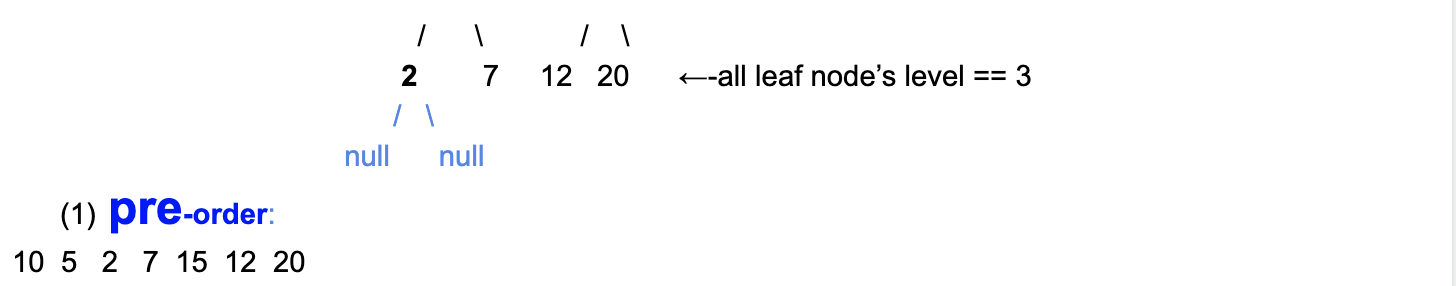 / \ / \
2 7 12 20 ←-all leaf node’s level == 3
/ \
null null
(1) pre-order:
10 5 2 7 15 12 20